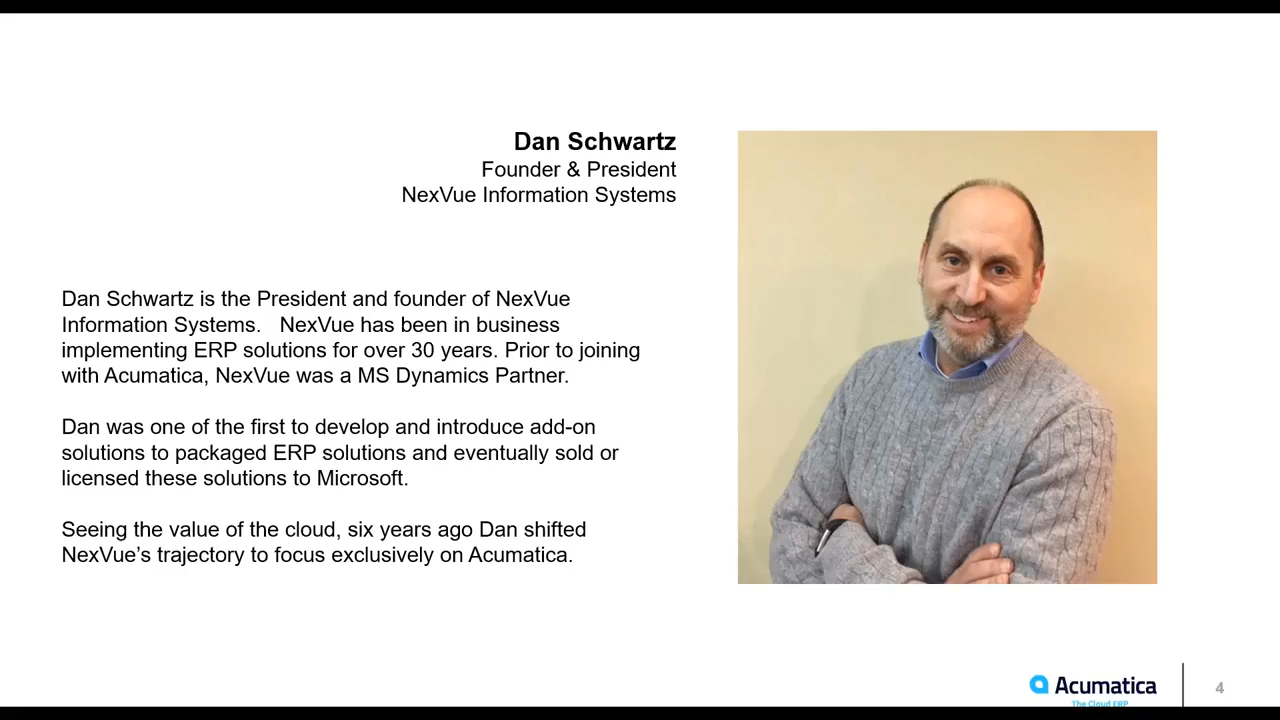 Dan Schwartz
Founder & President
NexVue Information Systems
Dan Schwartz is the President and founder of NexVue
Information Systems.   NexVue has been in business
implementing ERP solutions for over 30 years. Prior to joining
with Acumatica, NexVue was a MS Dynamics Partner.
Dan was one of the first to develop and introduce add-on
solutions to packaged ERP solutions and eventually sold or
licensed these solutions to Microsoft.
Seeing the value of the cloud, six years ago Dan shifted
NexVue’s trajectory to focus exclusively on Acumatica.
Acumatica
The Cloud ERP
4